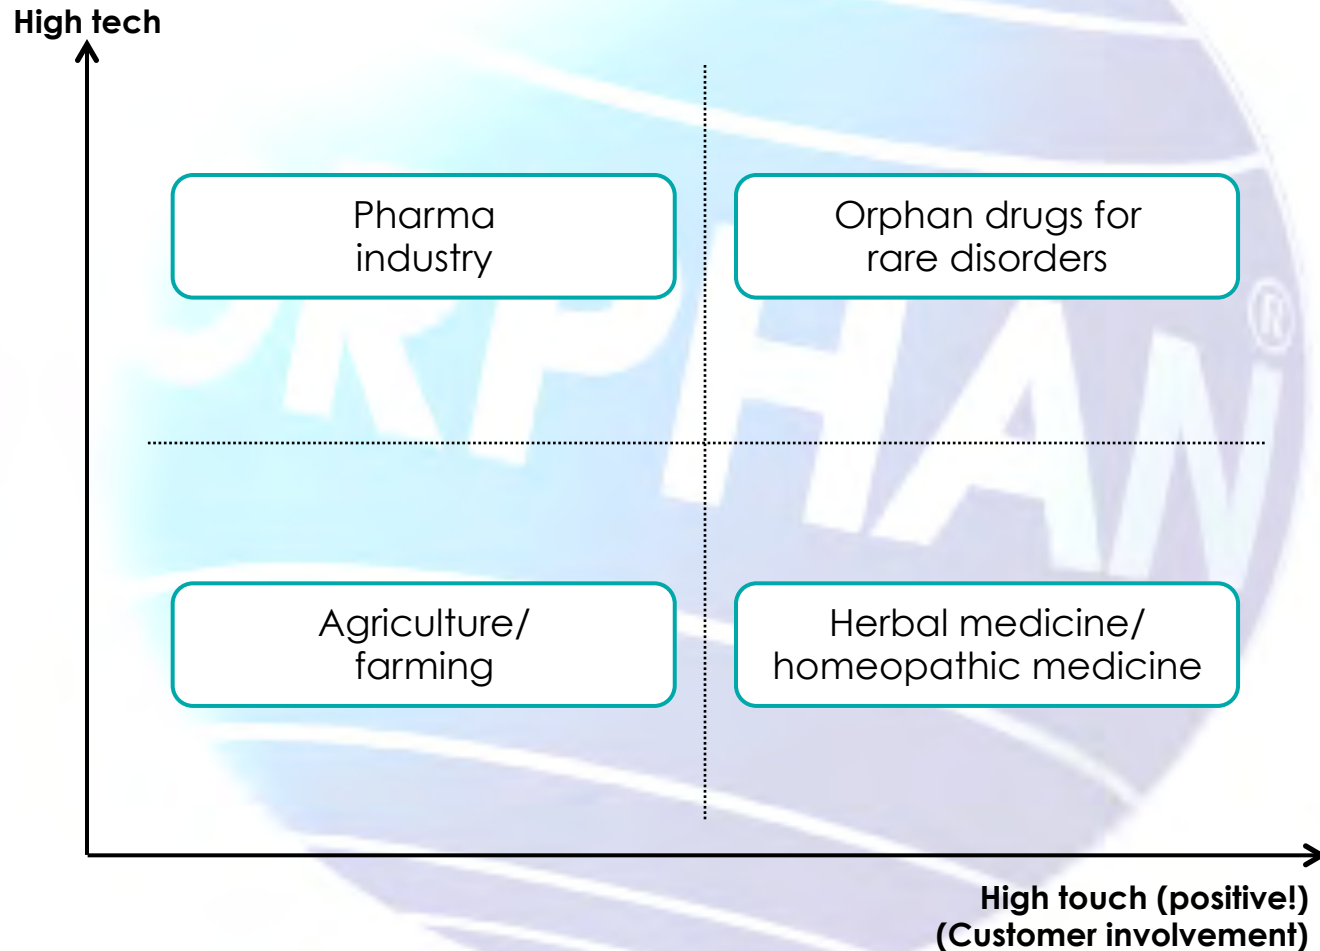 High tech
Pharma
industry
Orphan drugs for
rare disorders
ORPHAN®
Agriculture/
farming
Herbal medicine/
homeopathic medicine
High touch (positive!)
(Customer involvement)